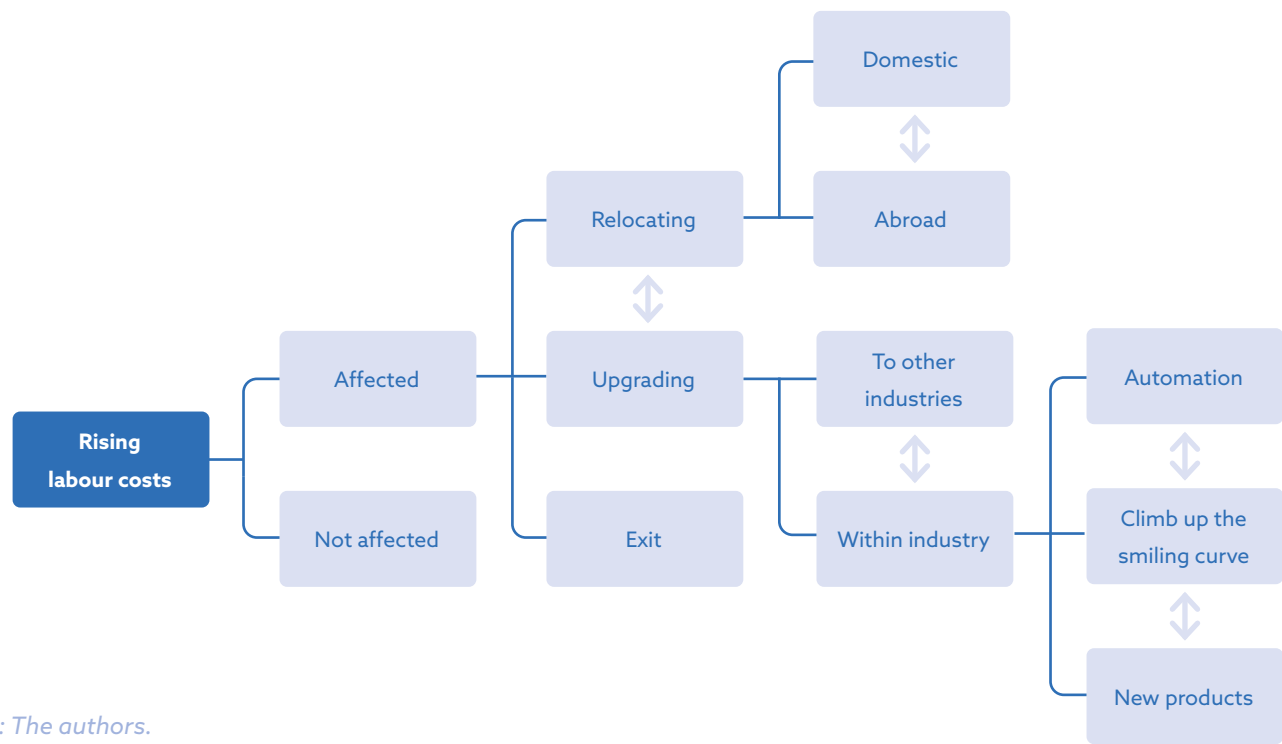 Domestic
Relocating
Abroad
Affected
Upgrading
To other
industries
Automation
Rising
labour costs
Not affected
Exit
Within industry
Climb up the
smiling curve
New products
: The authors.